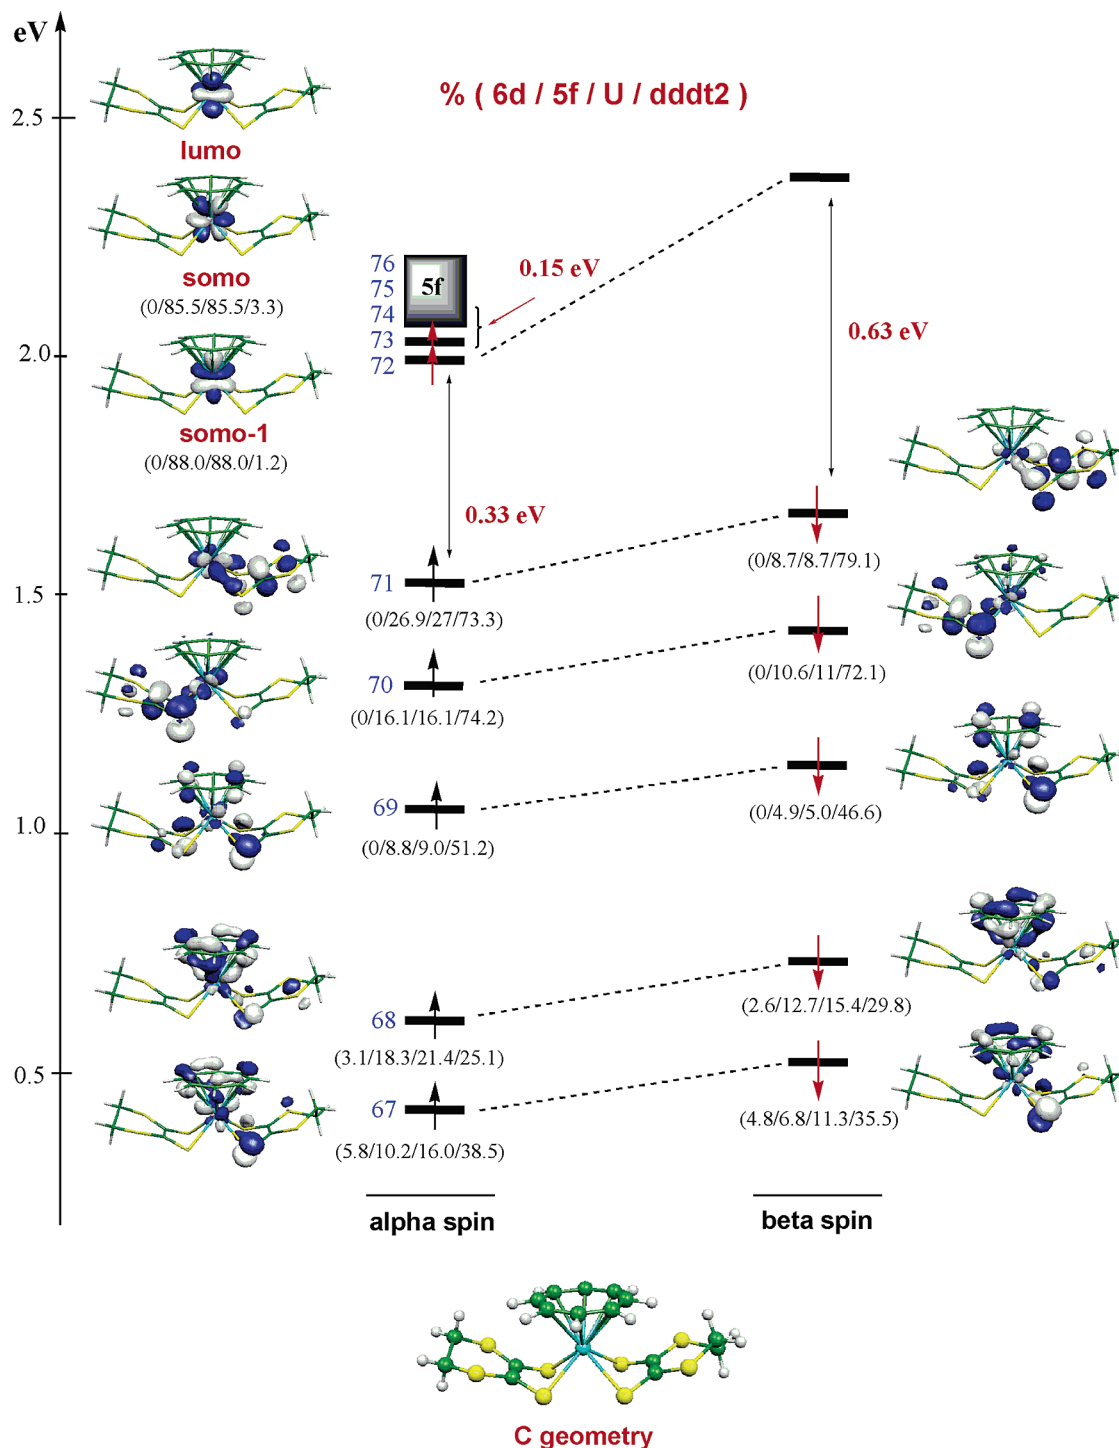 eV
% ( 6d / 5f / U / dddt2 )
2.5
lumo
somo
(0/85.5/85.5/3.3)
76
75
74
73
72
5f
0.15 eV
0.63 eV
2.0
somo-1
(0/88.0/88.0/1.2)
0.33 eV
1.5
71
(0/26.9/27/73.3)
(0/8.7/8.7/79.1)
70
(0/16.1/16.1/74.2)
(0/10.6/11/72.1)
1.0
69
(0/8.8/9.0/51.2)
(0/4.9/5.0/46.6)
68
(3.1/18.3/21.4/25.1)
(2.6/12.7/15.4/29.8)
0.5
67
(5.8/10.2/16.0/38.5)
(4.8/6.8/11.3/35.5)
alpha spin
beta spin
C geometry